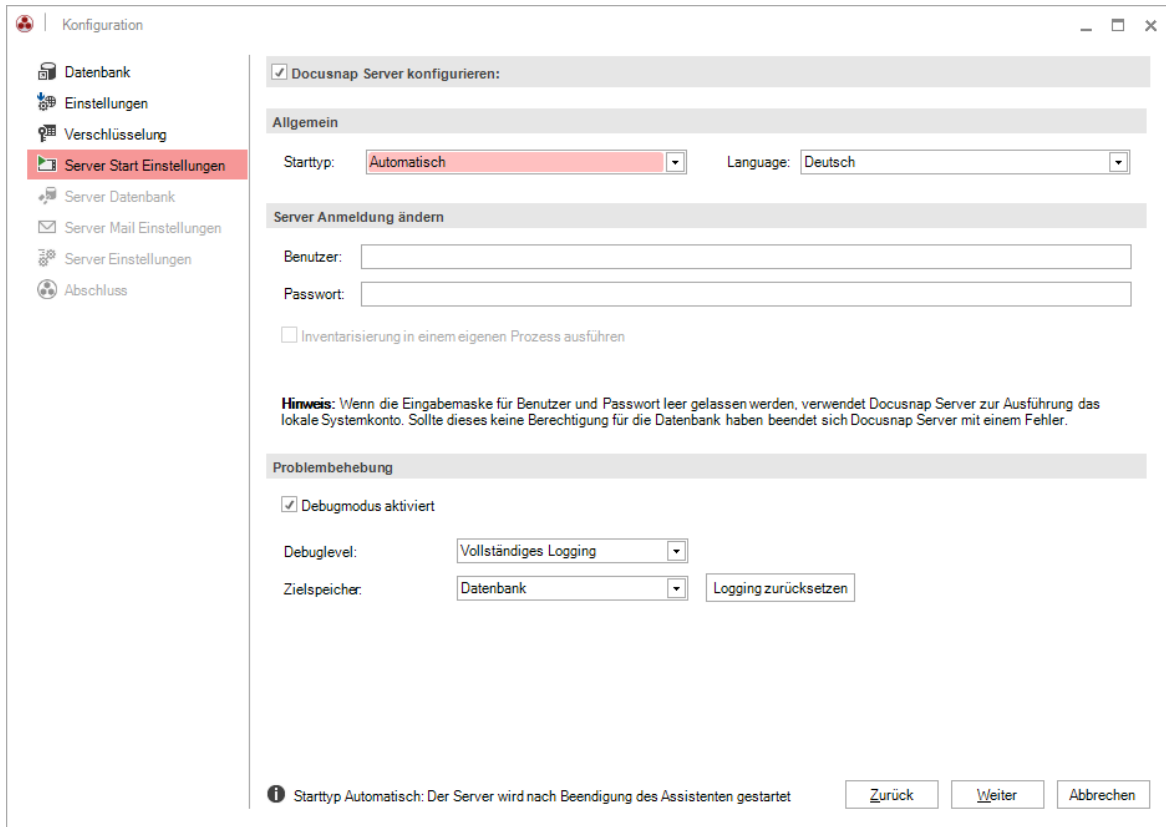 Konfiguration
Datenbank
Einstellungen
Verschlüsselung
Server Start Einstellungen
Server Datenbank
Server Mail Einstellungen
Server Einstellungen
Abschluss
Docusnap Server konfigurieren:
Allgemein
Starttyp: Automatisch Language: Deutsch
Server Anmeldung ändern
Benutzer:
Passwort:
Inventarisierung in einem eigenen Prozess ausführen
Hinweis: Wenn die Eingabemaske für Benutzer und Passwort leer gelassen werden, verwendet Docusnap Server zur Ausführung das
lokale Systemkonto. Sollte dieses keine Berechtigung für die Datenbank haben beendet sich Docusnap Server mit einem Fehler.
Problembehebung
Debugmodus aktiviert
Debuglevel: Vollständiges Logging
Zielspeicher: Datenbank Logging zurücksetzen
Starttyp Automatisch: Der Server wird nach Beendigung des Assistenten gestartet Zurück Weiter Abbrechen